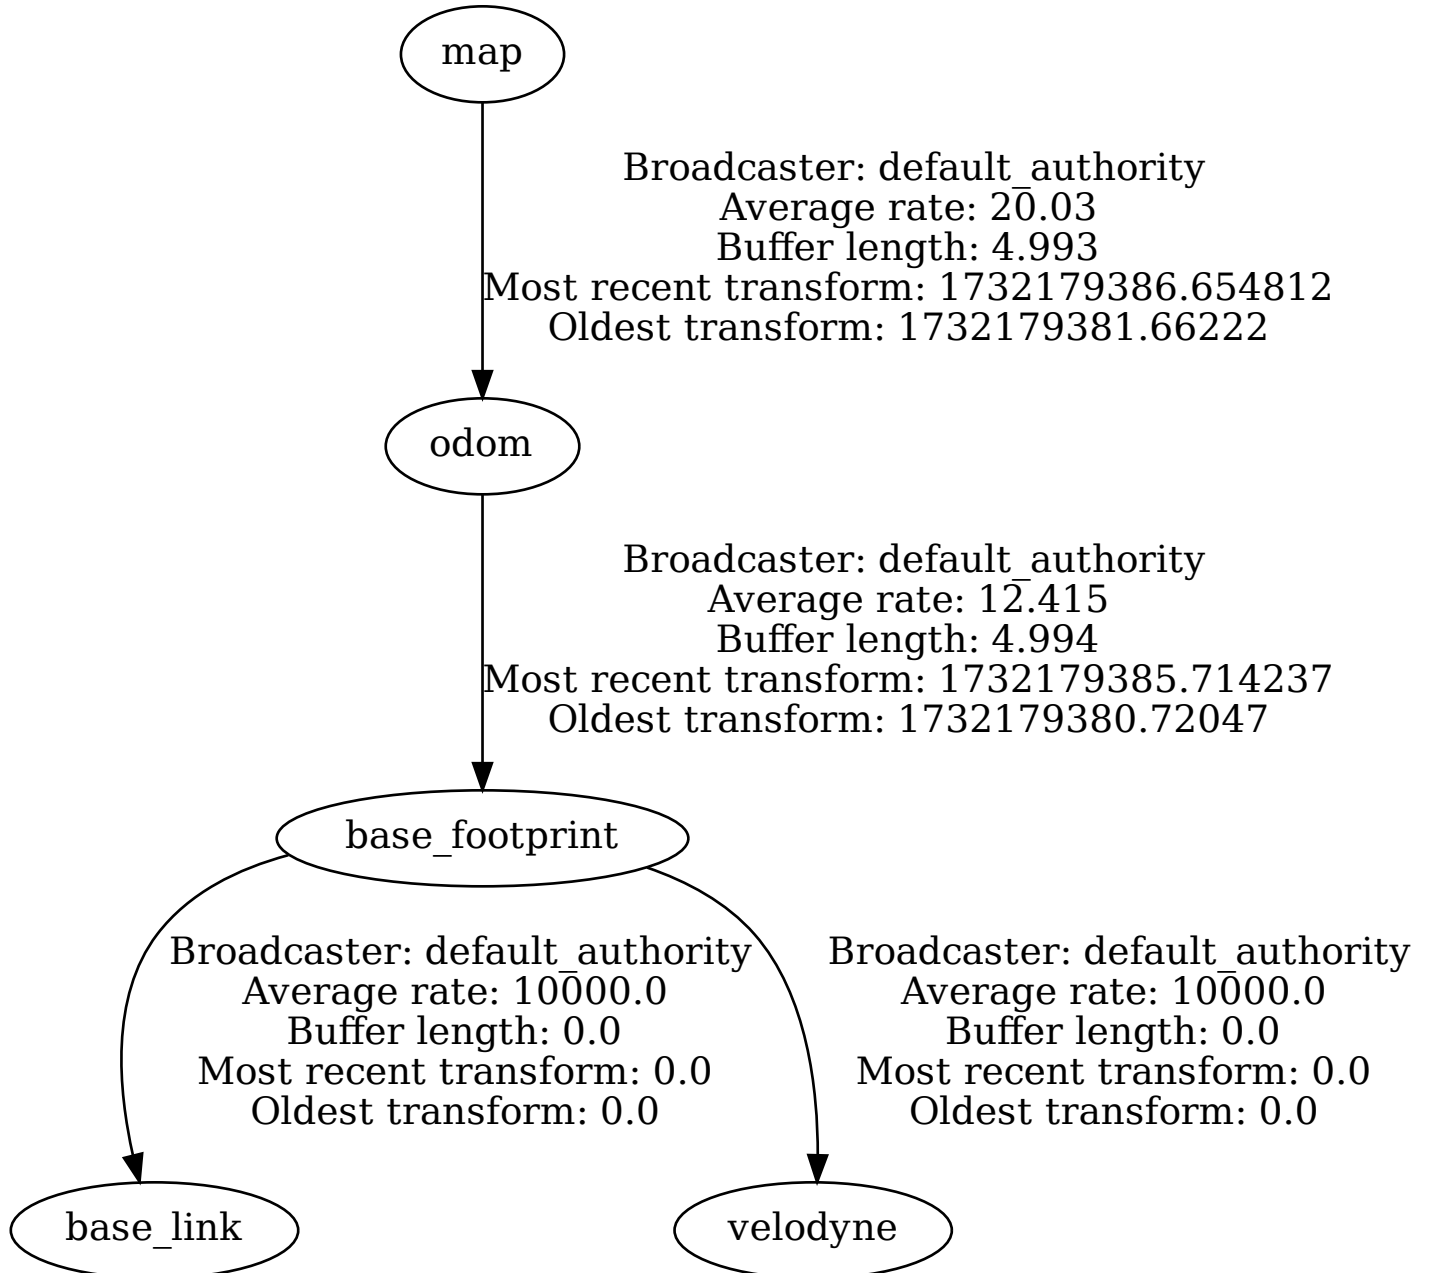 map
Broadcaster: default_authority
Average rate: 20.03
Buffer length: 4.993
Most recent transform: 1732179386.654812
Oldest transform: 1732179381.66222
odom
Broadcaster: default_authority
Average rate: 12.415
Buffer length: 4.994
Most recent transform: 1732179385.714237
Oldest transform: 1732179380.72047
base_footprint
Broadcaster: default_authority
Average rate: 10000.0
Buffer length: 0.0
Most recent transform: 0.0
Oldest transform: 0.0
Broadcaster: default_authority
Average rate: 10000.0
Buffer length: 0.0
Most recent transform: 0.0
Oldest transform: 0.0
base_link
velodyne